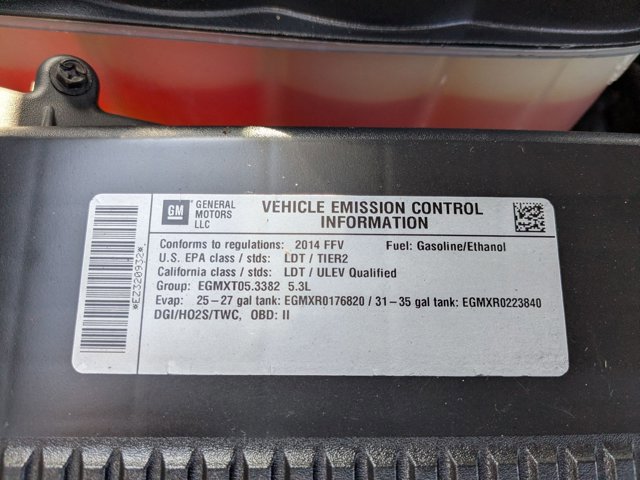 GM
GENERAL
MOTORS
LLC
VEHICLE EMISSION CONTROL
INFORMATION
Conforms to regulations: 2014 FFV Fuel: Gasoline/Ethanol
U.S. EPA class / stds: LDT / TIER2
California class / stds: LDT / ULEV Qualified
Group: EGMXT05.3382 5.3L
Evap: 25-27 gal tank: EGMXR0176820 / 31-35 gal tank: EGMXR0223840
DGI/HO2S/TWC, OBD: II
*EZ320932*